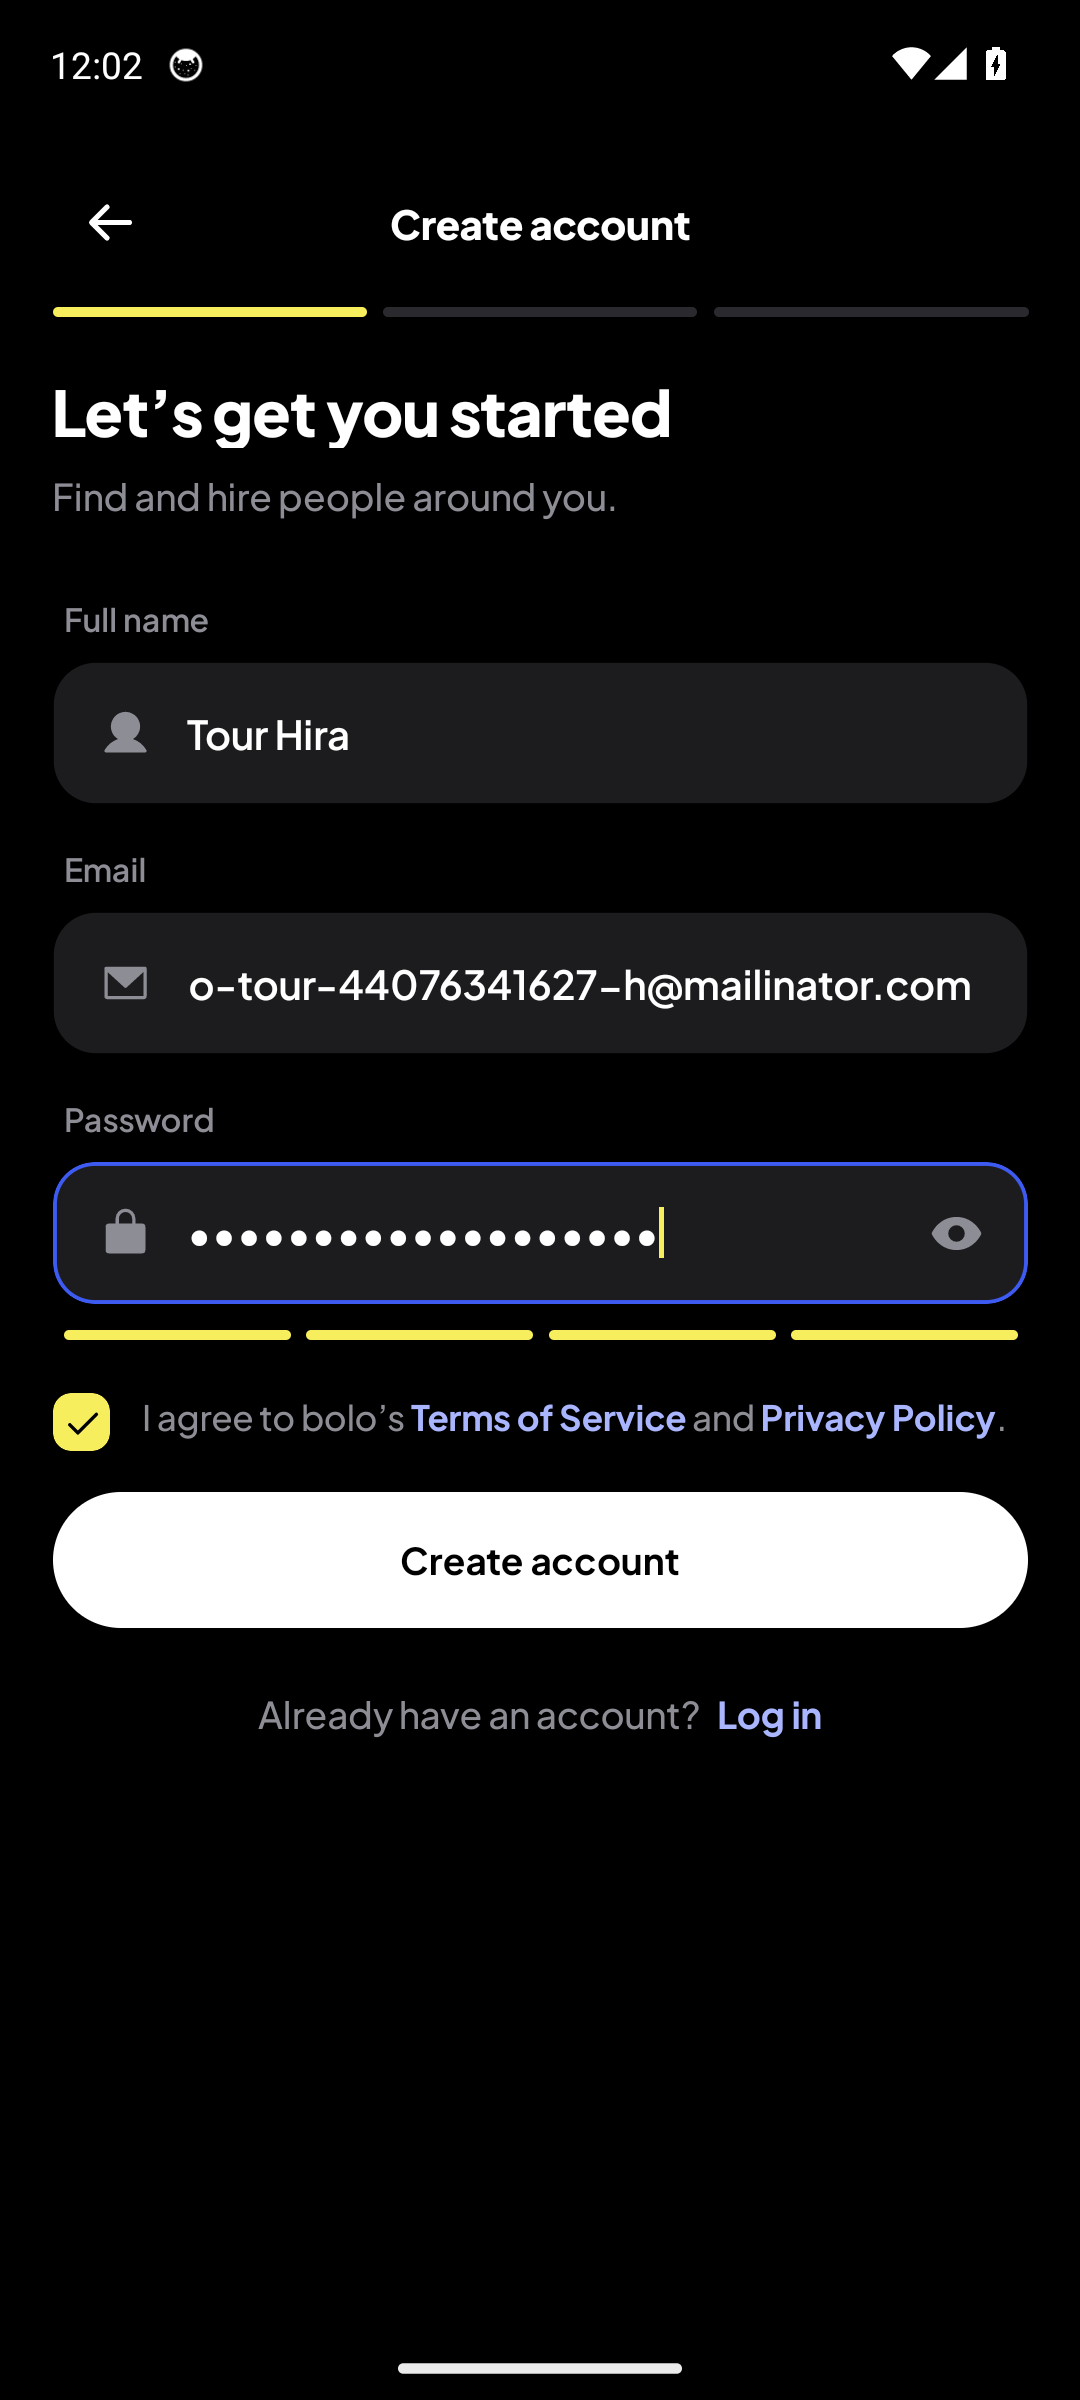 12:02
Create account
Let’s get you started
Find and hire people around you.
Full name
Tour Hira
Email
o-tour-44076341627-h@mailinator.com
Password
•••••••••••••••••••
I agree to bolo’s Terms of Service and Privacy Policy.
Create account
Already have an account? Log in